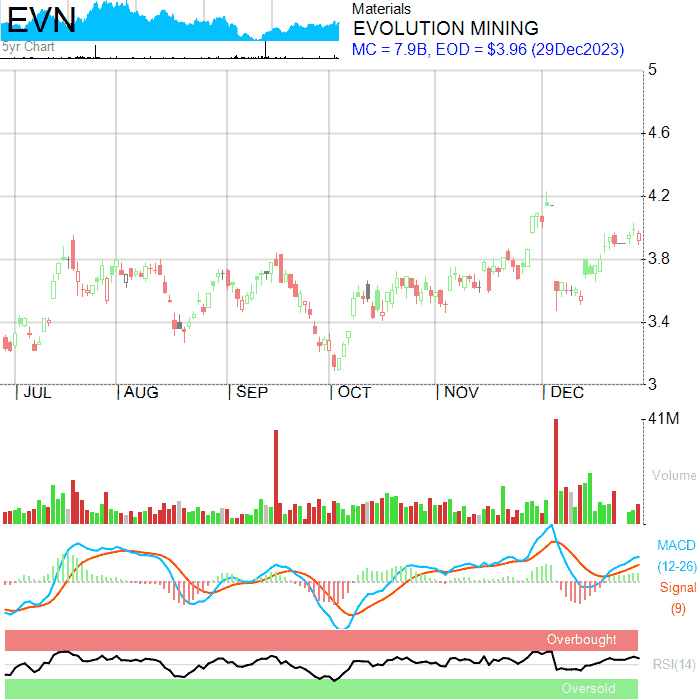 EVN
5yr Chart
Materials
EVOLUTION MINING
MC = 7.9B, EOD = $3.96 (29Dec2023)
5
4.6
4.2
3.8
3.4
3
JUL AUG SEP OCT NOV DEC
41M
Volume
MACD
(12-26)
Signal
(9)
Overbought
RSI(14)
Oversold